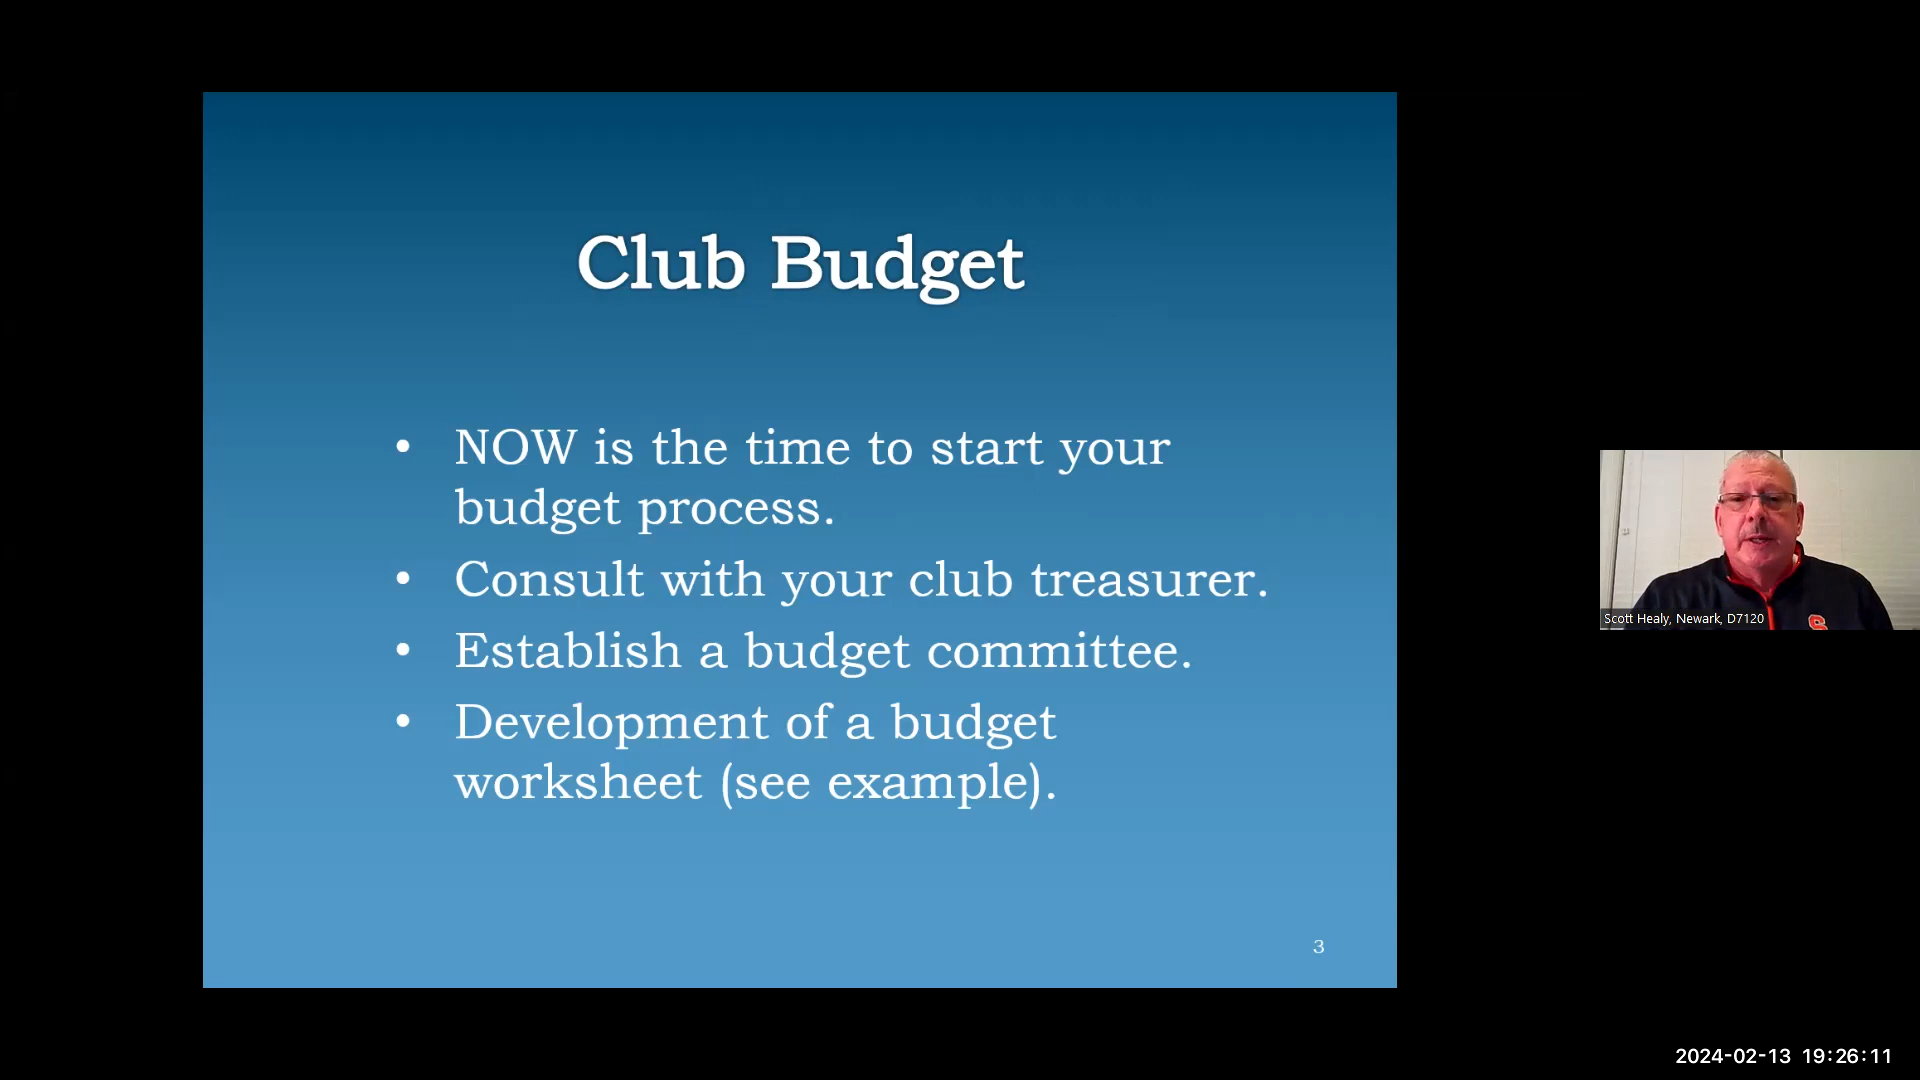 Club Budget
• NOW is the time to start your
budget process.
• Consult with your club treasurer.
• Establish a budget committee.
• Development of a budget
worksheet (see example).
3
Scott Healy, Newark, D7120
S
2024-02-13 19:26:11